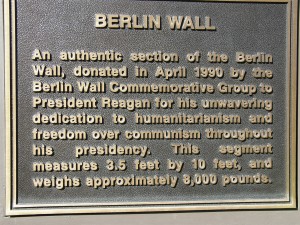 BERLIN WALL
An authentic section of the Berlin
Wall, donated in April 1990 by the
Berlin Wall Commemorative Group to
President Reagan for his unwavering
dedication to humanitarianism and
freedom over communism throughout
his presidency. This segment
measures 3.5 feet by 10 feet, and
weighs approximately 8,000 pounds.